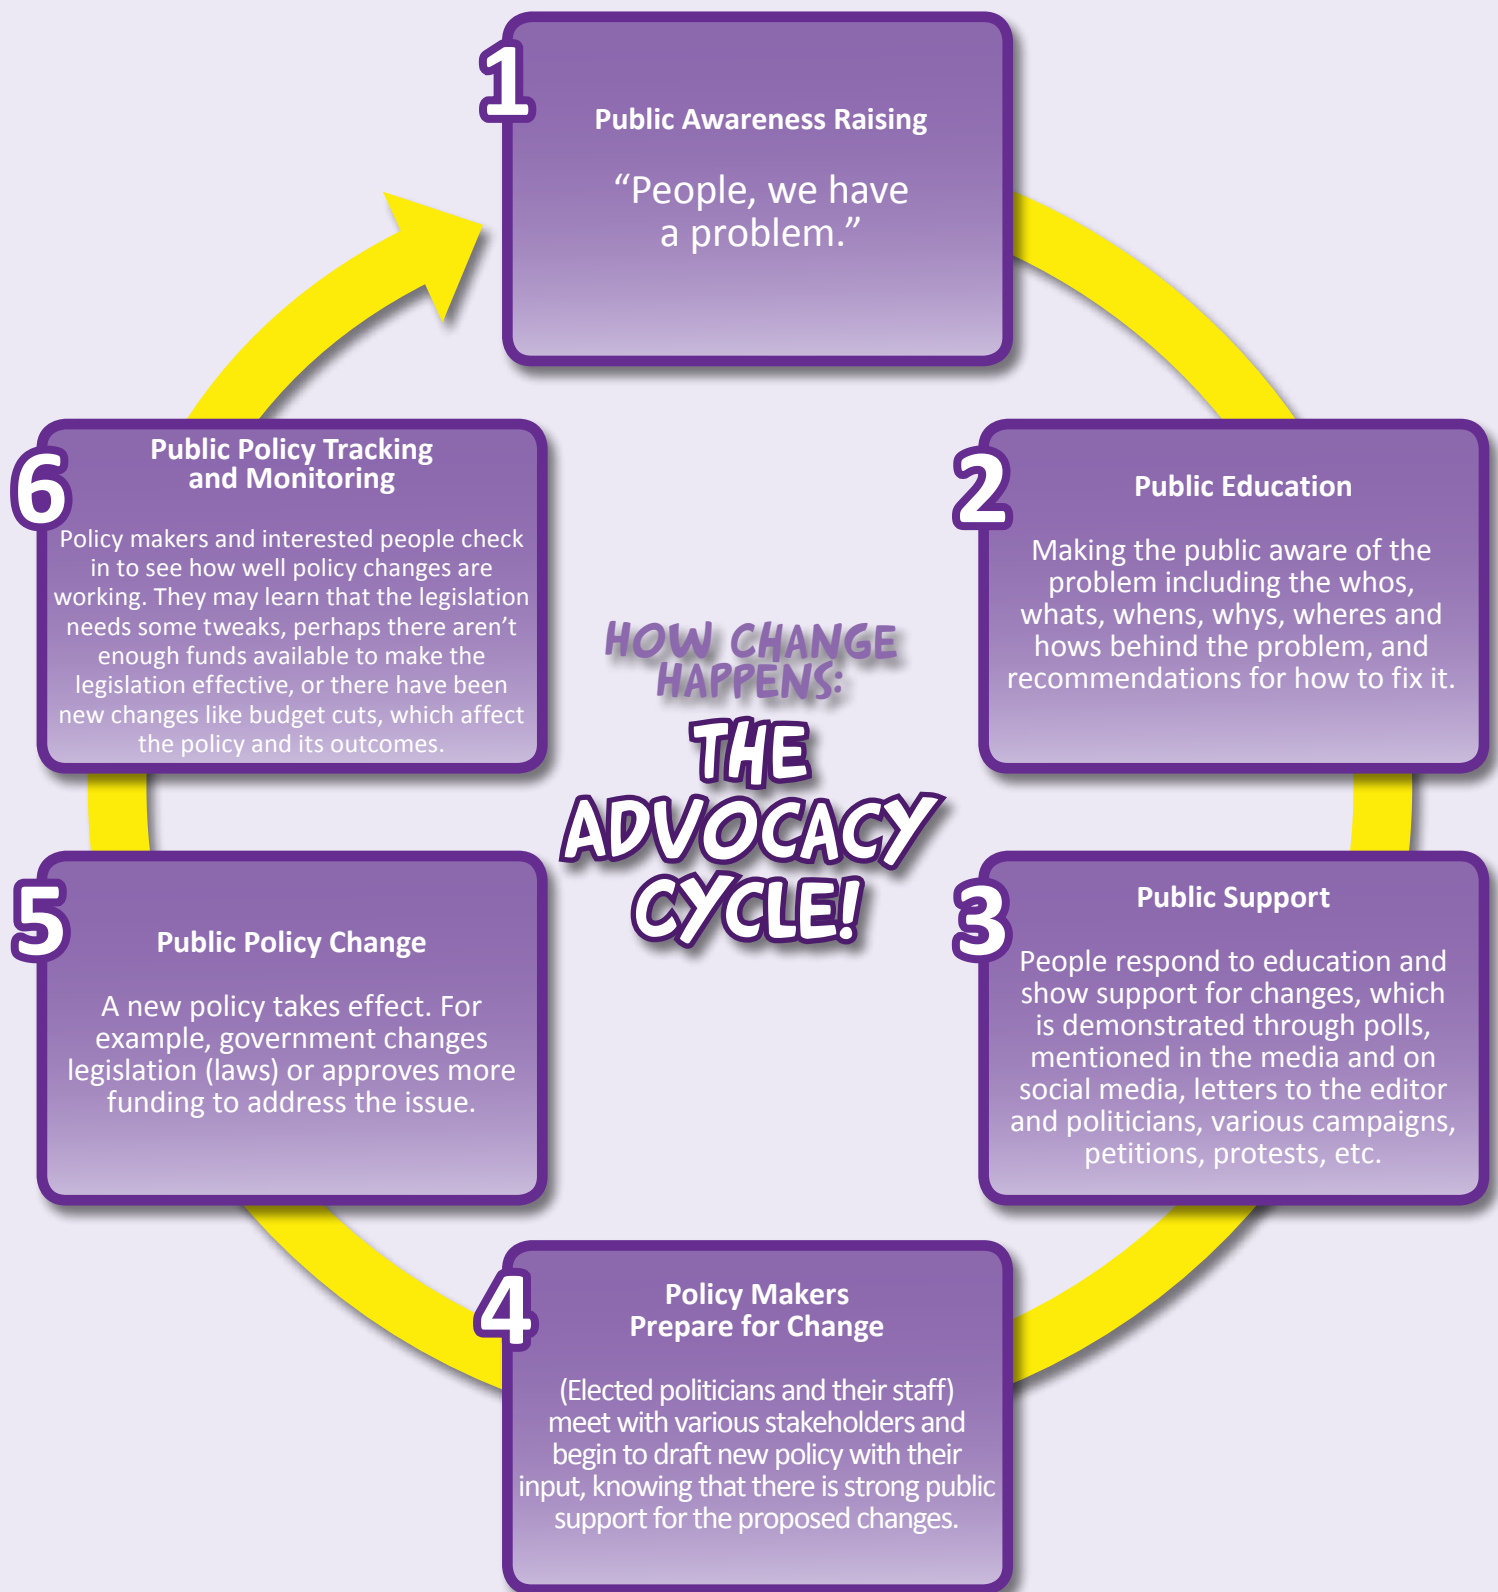 1
Public Awareness Raising
“People, we have
a problem.”
2
Public Education
Making the public aware of the
problem including the whos,
whats, whens, whys, wheres and
hows behind the problem, and
recommendations for how to fix it.
3
Public Support
People respond to education and
show support for changes, which
is demonstrated through polls,
mentioned in the media and on
social media, letters to the editor
and politicians, various campaigns,
petitions, protests, etc.
4
Policy Makers
Prepare for Change
(Elected politicians and their staff)
meet with various stakeholders and
begin to draft new policy with their
input, knowing that there is strong public
support for the proposed changes.
5
Public Policy Change
A new policy takes effect. For
example, government changes
legislation (laws) or approves more
funding to address the issue.
6
Public Policy Tracking
and Monitoring
Policy makers and interested people check
in to see how well policy changes are
working. They may learn that the legislation
needs some tweaks, perhaps there aren’t
enough funds available to make the
legislation effective, or there have been
new changes like budget cuts, which affect
the policy and its outcomes.
HOW CHANGE
HAPPENS:
THE
ADVOCACY
CYCLE!